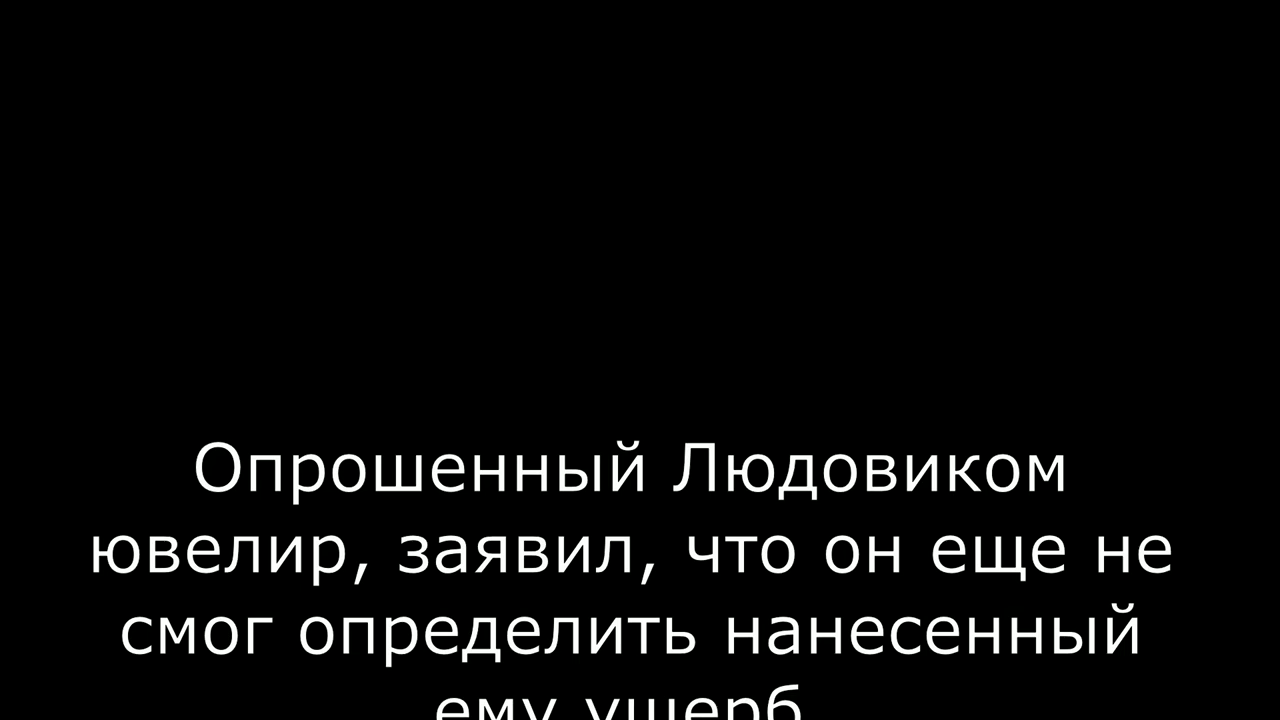 Опрошенный Людовиком
ювелир, заявил, что он еще не
смог определить нанесенный
ему ущерб